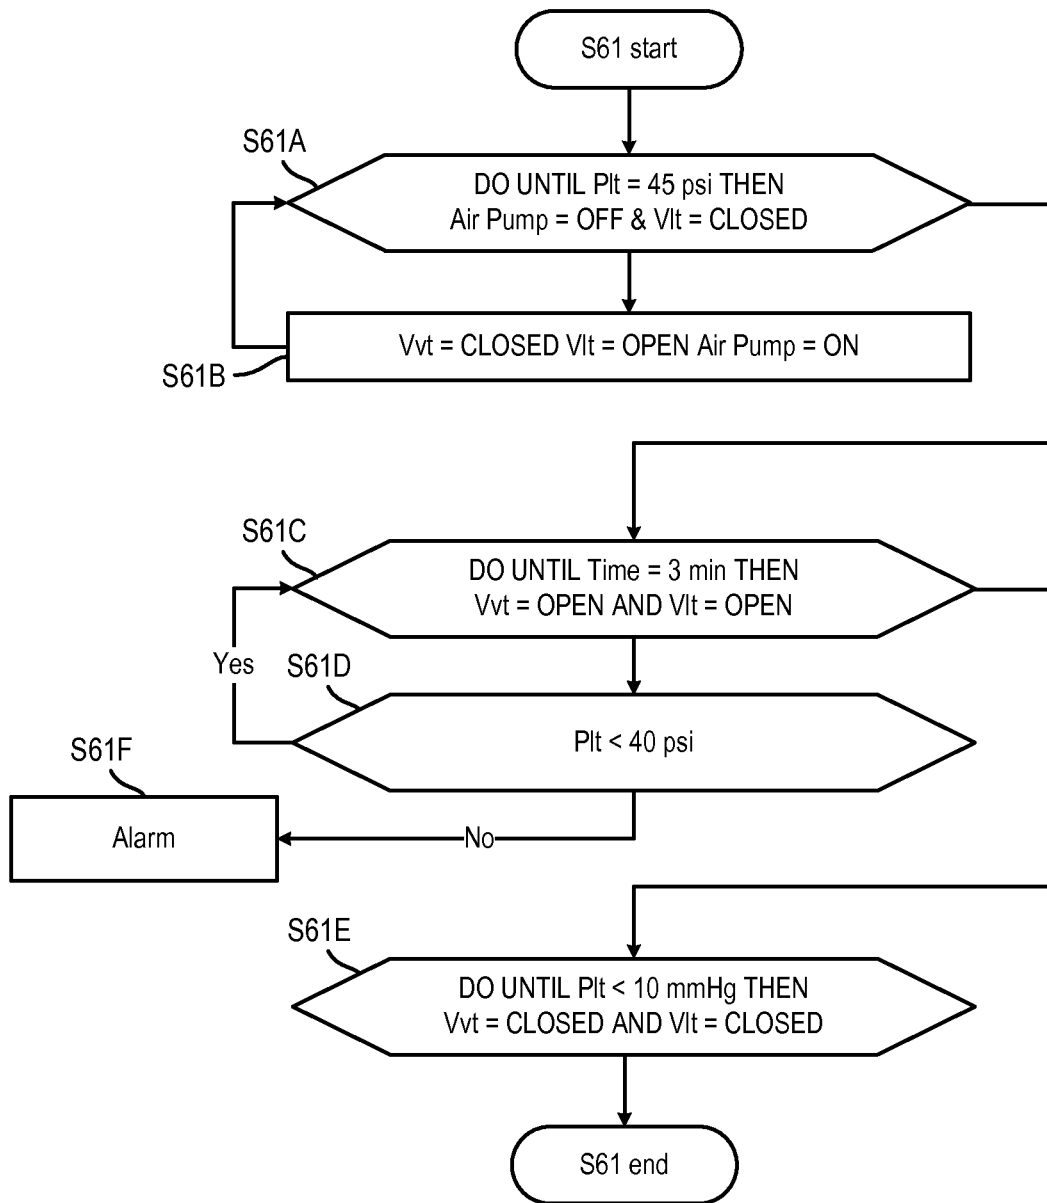 S61 start
S61A
DO UNTIL Plt = 45 psi THEN
Air Pump = OFF & Vlt = CLOSED
Vvt = CLOSED Vlt = OPEN Air Pump = ON
S61B
S61C
DO UNTIL Time = 3 min THEN
Vvt = OPEN AND Vlt = OPEN
Yes
S61D
Plt < 40 psi
S61F
Alarm
No
S61E
DO UNTIL Plt < 10 mmHg THEN
Vvt = CLOSED AND Vlt = CLOSED
S61 end